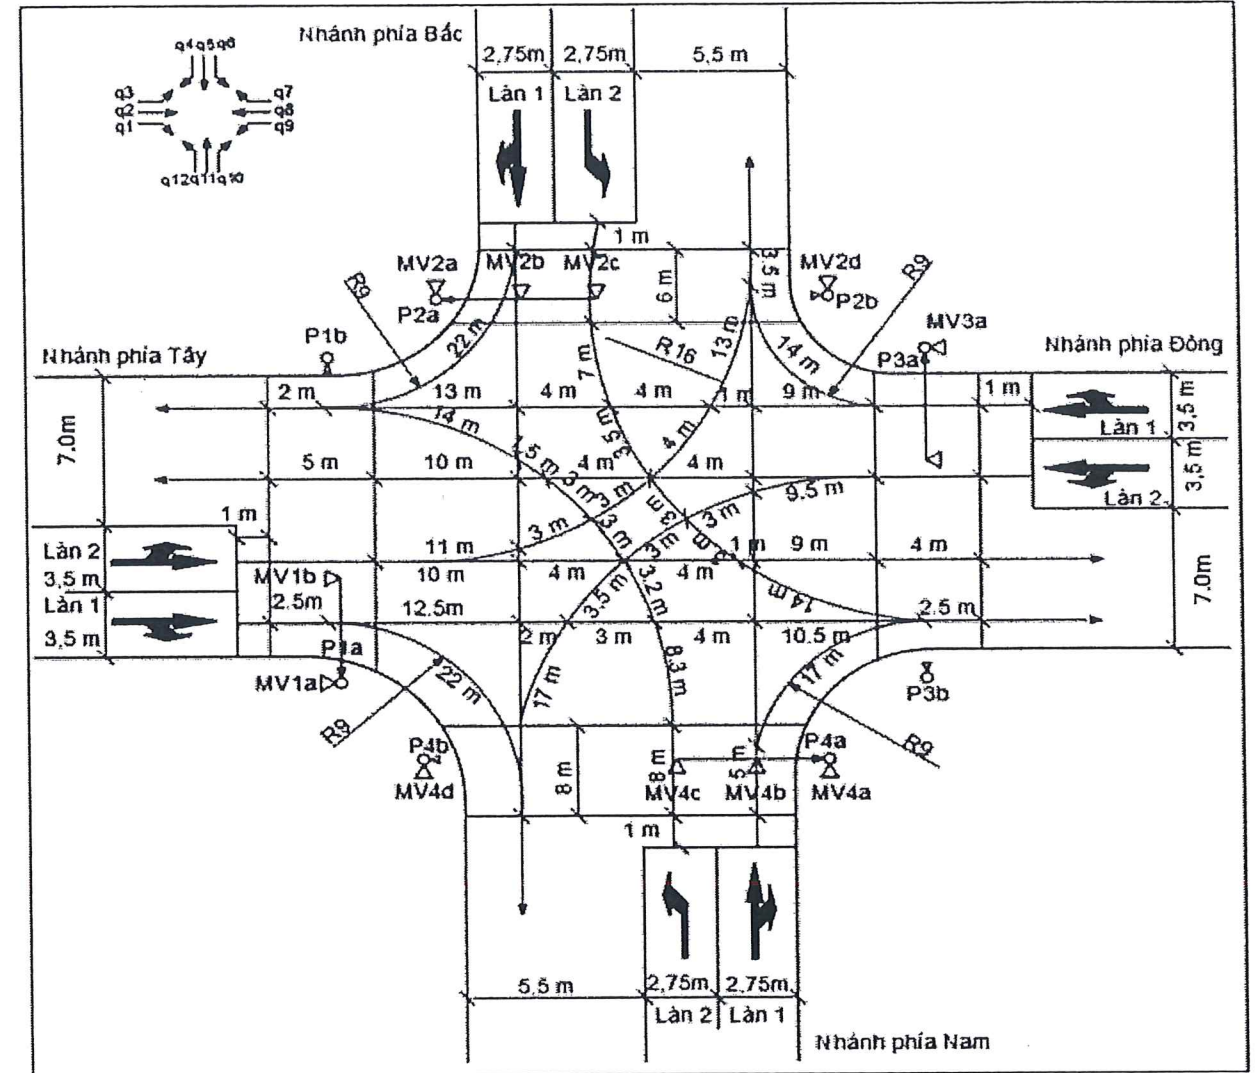 Nhánh phía Bắc
q4 q5 q6
q3
q2
q1
q7
q8
q9
q12 q11 q10
2,75m
2,75m
5,5 m
Làn 1
Làn 2
1 m
MV2a
MV2b
MV2c
MV2d
P2a
P2b
6 m
3.5 m
R9
R9
MV3a
P3a
P1b
22 m
7 m
R16
13 m
14 m
Nhánh phía Tây
Nhánh phía Đông
2 m
13 m
4 m
4 m
1 m
9 m
1 m
Làn 1
3,5 m
14 m
3.5 m
4 m
7.0m
1.5 m
5 m
10 m
4 m
4 m
9.5 m
Làn 2
3,5 m
3 m
3 m
3 m
3 m
3 m
3 m
3 m
3 m
1 m
Làn 2
3,5 m
11 m
10 m
4 m
4 m
1 m
9 m
4 m
MV1b
Làn 1
3,5 m
2.5m
12.5m
3.5 m
3.2 m
14 m
2.5 m
7.0m
2 m
3 m
4 m
10.5 m
P1a
MV1a
22 m
17 m
8.3 m
17 m
P3b
R9
R9
P4b
MV4d
8 m
8 m
5 m
P4a
MV4c
MV4b
MV4a
1 m
5,5 m
2,75m
2,75m
Làn 2
Làn 1
Nhánh phía Nam